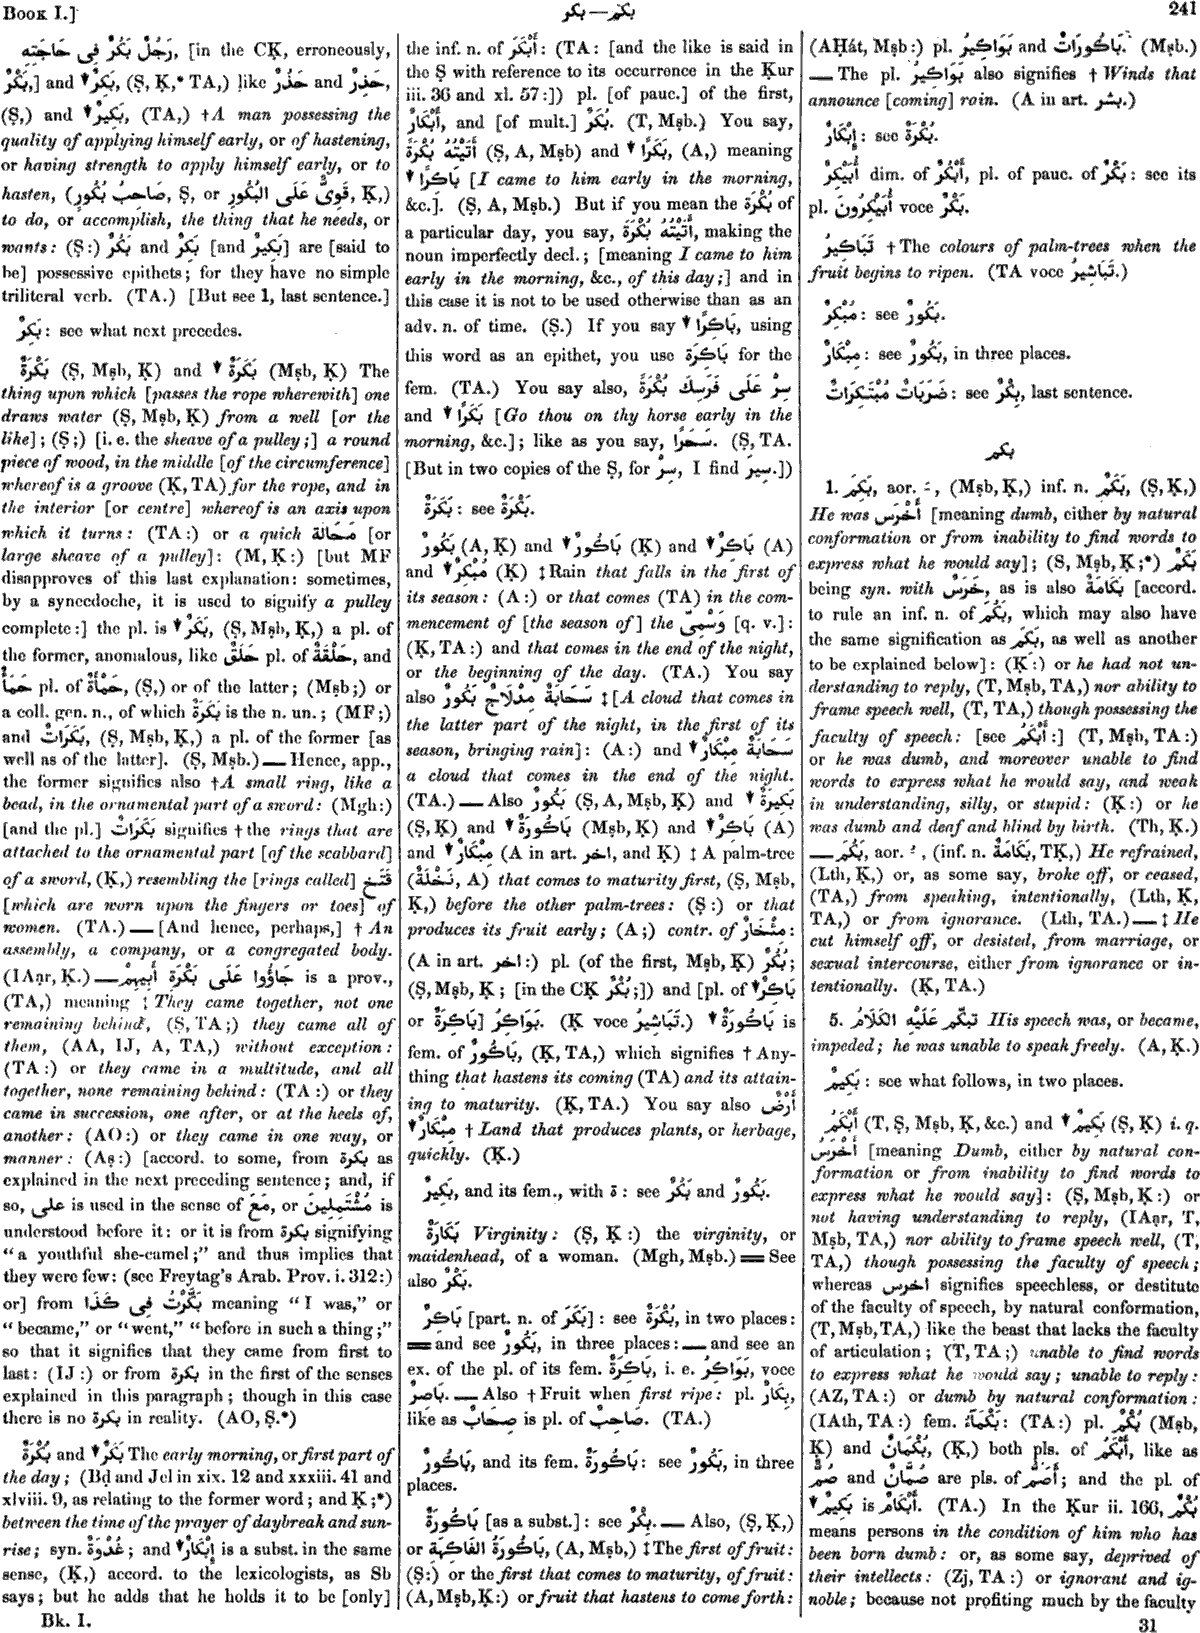 BOOK I.]
بكر — بكم
241
رَجُلٌ بَكُرٌ فِى حَاجَتِهِ, [in the CḲ, erroneously,
بَكْرٌ,] and ↓ بَكِرٌ, (Ṣ, Ḳ,* TA,) like حَذُرٌ and حَذِرٌ,
(Ṣ,) and ↓ بَكِيرٌ, (TA,) †A man possessing the
quality of applying himself early, or of hastening,
or having strength to apply himself early, or to
hasten, (صَاحِبُ بُكُورٍ, Ṣ, or قَوِىٌّ عَلَى البُكُورِ, Ḳ,)
to do, or accomplish, the thing that he needs, or
wants: (Ṣ:) بَكُرٌ and بَكِرٌ [and بَكِيرٌ] are [said to
be] possessive epithets; for they have no simple
triliteral verb. (TA.) [But see 1, last sentence.]
بَكِرٌ: see what next precedes.
بَكْرَةٌ (Ṣ, Mṣb, Ḳ) and ↓ بَكَرَةٌ (Mṣb, Ḳ) The
thing upon which [passes the rope wherewith] one
draws water (Ṣ, Mṣb, Ḳ) from a well [or the
like]; (Ṣ;) [i. e. the sheave of a pulley;] a round
piece of wood, in the middle [of the circumference]
whereof is a groove (Ḳ, TA) for the rope, and in
the interior [or centre] whereof is an axis upon
which it turns: (TA:) or a quick مَحَالة [or
large sheave of a pulley]: (M, Ḳ:) [but MF
disapproves of this last explanation: sometimes,
by a synecdoche, it is used to signify a pulley
complete:] the pl. is ↓ بَكَرٌ, (Ṣ, Mṣb, Ḳ,) a pl. of
the former, anomalous, like حَلَقٌ pl. of حَلْقَةٌ, and
حَمَأٌ pl. of حَمْأَةٌ, (Ṣ,) or of the latter; (Mṣb;) or
a coll. gen. n., of which بَكَرَةٌ is the n. un.; (MF;)
and بَكَرَاتٌ, (Ṣ, Mṣb, Ḳ,) a pl. of the former [as
well as of the latter]. (Ṣ, Mṣb.) — Hence, app.,
the former signifies also †A small ring, like a
bead, in the ornamental part of a sword: (Mgh:)
[and the pl.] بَكَرَاتٌ signifies † the rings that are
attached to the ornamental part [of the scabbard]
of a sword, (Ḳ,) resembling the [rings called] فَتَخ
[which are worn upon the fingers or toes] of
women. (TA.) — [And hence, perhaps,] † An
assembly, a company, or a congregated body.
(IAạr, Ḳ.) — جَاؤُوا عَلَى بَكْرَةِ أَبِيهِمْ is a prov.,
(TA,) meaning ‡ They came together, not one
remaining behind, (Ṣ, TA;) they came all of
them, (AA, IJ, A, TA,) without exception:
(TA:) or they came in a multitude, and all
together, none remaining behind: (TA:) or they
came in succession, one after, or at the heels of,
another: (AO:) or they came in one way, or
manner: (Aṣ:) [accord. to some, from بكرة as
explained in the next preceding sentence; and, if
so, على is used in the sense of مَعَ, or مُشْتَمِلِينَ is
understood before it: or it is from بكرة signifying
“a youthful she-camel;” and thus implies that
they were few: (see Freytag's Arab. Prov. i. 312:)
or] from بَكَّرْتُ فِى كَذَا meaning “I was,” or
“became,” or “went,” “before in such a thing;”
so that it signifies that they came from first to
last: (IJ:) or from بكرة in the first of the senses
explained in this paragraph; though in this case
there is no بكرة in reality. (AO, Ṣ.*)
بُكْرَةٌ and ↓ بَكَرٌ The early morning, or first part of
the day; (Bḍ and Jel in xix. 12 and xxxiii. 41 and
xlviii. 9, as relating to the former word; and Ḳ;*)
between the time of the prayer of daybreak and sun-
rise; syn. غُدْوَةٌ; and ↓ إِبْكَارٌ is a subst. in the same
sense, (Ḳ,) accord. to the lexicologists, as Sb
says; but he adds that he holds it to be [only]
Bk. I.
the inf. n. of أَبْكَرَ: (TA: [and the like is said in
the Ṣ with reference to its occurrence in the Ḳur
iii. 36 and xl. 57:]) pl. [of pauc.] of the first,
أَبْكَارٌ, and [of mult.] بُكَرٌ. (T, Mṣb.) You say,
أَتَيْتُهُ بُكْرَةً (Ṣ, A, Mṣb) and ↓ بَكَرًا, (A,) meaning
↓ بَاكِرًا [I came to him early in the morning,
&c.]. (Ṣ, A, Mṣb.) But if you mean the بُكْرَة of
a particular day, you say, أَتَيْتُهُ بُكْرَةَ, making the
noun imperfectly decl.; [meaning I came to him
early in the morning, &c., of this day;] and in
this case it is not to be used otherwise than as an
adv. n. of time. (Ṣ.) If you say ↓ بَاكِرًا, using
this word as an epithet, you use بَاكِرَة for the
fem. (TA.) You say also, سِرْ عَلَى فَرَسِكَ بُكْرَةً
and ↓ بَكَرًا [Go thou on thy horse early in the
morning, &c.]; like as you say, سَحَرًا. (Ṣ, TA.
[But in two copies of the Ṣ, for سِرْ, I find سِيرَ.])
بَكَرَةٌ: see بَكْرَةٌ.
بَكُورٌ (A, Ḳ) and ↓ بَاكُورٌ (Ḳ) and ↓ بَاكِرٌ (A)
and ↓ مُبْكِرٌ (Ḳ) ‡ Rain that falls in the first of
its season: (A:) or that comes (TA) in the com-
mencement of [the season of] the وَسْمِىّ [q. v.]:
(Ḳ, TA:) and that comes in the end of the night,
or the beginning of the day. (TA.) You say
also سَحَابَةٌ مِدْلَاجٌ بَكُورٌ ‡ [A cloud that comes in
the latter part of the night, in the first of its
season, bringing rain]: (A:) and ↓ سَحَابَةٌ مِبْكَارٌ
a cloud that comes in the end of the night.
(TA.) — Also بَكُورٌ (Ṣ, A, Mṣb, Ḳ) and ↓ بَكِيرَةٌ
(Ṣ, Ḳ) and ↓ بَاكُورَةٌ (Mṣb, Ḳ) and ↓ بَاكِرٌ (A)
and ↓ مِبْكَارٌ (A in art. اخر, and Ḳ) ‡ A palm-tree
(نَخْلَةٌ, A) that comes to maturity first, (Ṣ, Mṣb,
Ḳ,) before the other palm-trees: (Ṣ:) or that
produces its fruit early; (A;) contr. of مِئْخَارٌ:
(A in art. اخر:) pl. (of the first, Mṣb, Ḳ) بُكُرٌ;
(Ṣ, Mṣb, Ḳ; [in the CḲ بُكْرٌ;]) and [pl. of ↓ بَاكِرٌ
or بَاكِرَةٌ] بَوَاكِرُ. (Ḳ voce تَبَاشِيرُ.) ↓ بَاكُورَةٌ is
fem. of بَاكُورٌ, (Ḳ, TA,) which signifies † Any-
thing that hastens its coming (TA) and its attain-
ing to maturity. (Ḳ, TA.) You say also أَرْضٌ
↓ مِبْكَارٌ † Land that produces plants, or herbage,
quickly. (Ḳ.)
بَكِيرٌ, and its fem., with ة: see بَكُرٌ and بَكُورٌ.
بَكَارَةٌ Virginity: (Ṣ, Ḳ:) the virginity, or
maidenhead, of a woman. (Mgh, Mṣb.) = See
also بِكْرٌ.
بَاكِرٌ [part. n. of بَكَرَ]: see بُكْرَةٌ, in two places:
= and see بَكُورٌ, in three places: — and see an
ex. of the pl. of its fem. بَاكِرَةٌ, i. e. بَوَاكِرُ, voce
بَاصِرٌ. — Also † Fruit when first ripe: pl. بِكَارٌ,
like as صِحَابٌ is pl. of صَاحِبٌ. (TA.)
بَاكُورٌ, and its fem. بَاكُورَةٌ: see بَكُورٌ, in three
places.
بَاكُورَةٌ [as a subst.]: see بِكْرٌ. — Also, (Ṣ, Ḳ,)
or بَاكُورَةُ الفَاكِهَةِ, (A, Mṣb,) ‡ The first of fruit:
(Ṣ:) or the first that comes to maturity, of fruit:
(A, Mṣb, Ḳ:) or fruit that hastens to come forth:
(AḤát, Mṣb:) pl. بَوَاكِيرُ and بَاكُورَاتٌ. (Mṣb.)
— The pl. بَوَاكِيرُ also signifies † Winds that
announce [coming] rain. (A in art. بشر.)
إِبْكَارٌ: see بُكْرَةٌ.
أُبَيْكِرٌ dim. of أَبْكُرٌ, pl. of pauc. of بَكْرٌ: see its
pl. أُبَيْكِرُونَ voce بَكْرٌ.
تَبَاكِيرُ † The colours of palm-trees when the
fruit begins to ripen. (TA voce تَبَاشِيرُ.)
مُبْكِرٌ: see بَكُورٌ.
مِبْكَارٌ: see بَكُورٌ, in three places.
ضَرَبَاتٌ مُبْتَكِرَاتٌ: see بِكْرٌ, last sentence.
بكم
1. بَكِمَ, aor. ـَ, (Mṣb, Ḳ,) inf. n. بَكَمٌ, (Ṣ, Ḳ,)
He was أَخْرَس [meaning dumb, either by natural
conformation or from inability to find words to
express what he would say]; (Ṣ, Mṣb, Ḳ;*) بَكَمٌ
being syn. with خَرَسٌ, as is also بَكَامَةٌ [accord.
to rule an inf. n. of بَكُمَ, which may also have
the same signification as بَكِمَ, as well as another
to be explained below]: (Ḳ:) or he had not un-
derstanding to reply, (T, Mṣb, TA,) nor ability to
frame speech well, (T, TA,) though possessing the
faculty of speech: [see أَبْكَمُ:] (T, Mṣb, TA:)
or he was dumb, and moreover unable to find
words to express what he would say, and weak
in understanding, silly, or stupid: (Ḳ:) or he
was dumb and deaf and blind by birth. (Th, Ḳ.)
— بَكُمَ, aor. ـُ, (inf. n. بَكَامَةٌ, TḲ,) He refrained,
(Lth, Ḳ,) or, as some say, broke off, or ceased,
(TA,) from speaking, intentionally, (Lth, Ḳ,
TA,) or from ignorance. (Lth, TA.) — ‡ He
cut himself off, or desisted, from marriage, or
sexual intercourse, either from ignorance or in-
tentionally. (Ḳ, TA.)
5. تبكّم عَلَيْهِ الكَلَامُ His speech was, or became,
impeded; he was unable to speak freely. (A, Ḳ.)
بَكِيمٌ: see what follows, in two places.
أَبْكَمُ (T, Ṣ, Mṣb, Ḳ, &c.) and ↓ بَكِيمٌ (Ṣ, Ḳ) i. q.
أَخْرَسُ [meaning Dumb, either by natural con-
formation or from inability to find words to
express what he would say]: (Ṣ, Mṣb, Ḳ:) or
not having understanding to reply, (IAạr, T,
Mṣb, TA,) nor ability to frame speech well, (T,
TA,) though possessing the faculty of speech;
whereas اخرس signifies speechless, or destitute
of the faculty of speech, by natural conformation,
(T, Mṣb, TA,) like the beast that lacks the faculty
of articulation; (T, TA;) unable to find words
to express what he would say; unable to reply:
(AZ, TA:) or dumb by natural conformation:
(IAth, TA:) fem. بَكْمَآءُ: (TA:) pl. بُكْمٌ (Mṣb,
Ḳ) and بُكْمَانٌ, (Ḳ,) both pls. of أَبْكَمُ, like as
صُمٌّ and صُمَّانٌ are pls. of أَصَمُّ; and the pl. of
↓ بَكِيمٌ is أَبْكَامٌ. (TA.) In the Ḳur ii. 166, بُكْمٌ
means persons in the condition of him who has
been born dumb: or, as some say, deprived of
their intellects: (Zj, TA:) or ignorant and ig-
noble; because not profiting much by the faculty
31